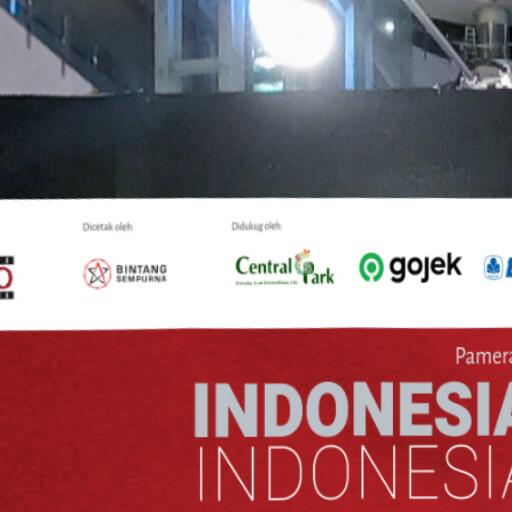 Dicetak oleh:
Didukug oleh:
BINTANG
SEMPURNA
Central Park
gojek
Pamera
INDONESIA
INDONESIA